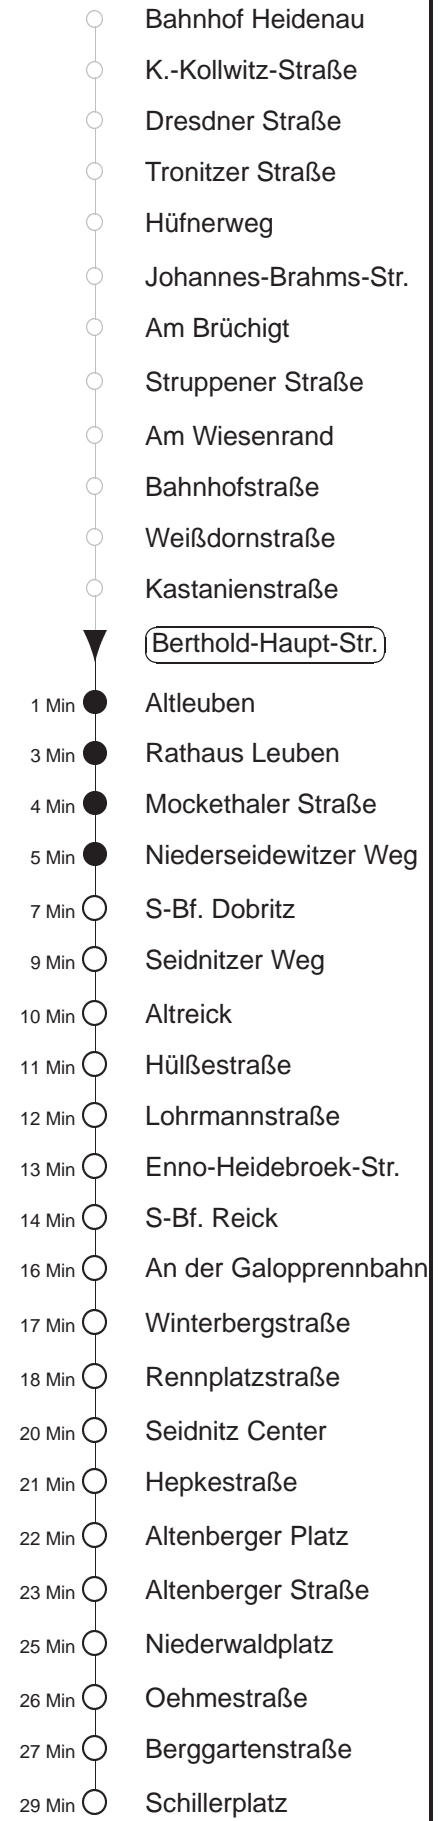 Bahnhof Heidenau
K.-Kollwitz-Straße
Dresdner Straße
Tronitzer Straße
Hüfnerweg
Johannes-Brahms-Str.
Am Brüchigt
Struppener Straße
Am Wiesenrand
Bahnhofstraße
Weißdornstraße
Kastanienstraße
Berthold-Haupt-Str.
1 Min Altleuben
3 Min Rathaus Leuben
4 Min Mockethaler Straße
5 Min Niederseidewitzer Weg
7 Min S-Bf. Dobritz
9 Min Seidnitzer Weg
10 Min Altreick
11 Min Hülßestraße
12 Min Lohrmannstraße
13 Min Enno-Heidebroek-Str.
14 Min S-Bf. Reick
16 Min An der Galopprennbahn
17 Min Winterbergstraße
18 Min Rennplatzstraße
20 Min Seidnitz Center
21 Min Hepkestraße
22 Min Altenberger Platz
23 Min Altenberger Straße
25 Min Niederwaldplatz
26 Min Oehmestraße
27 Min Berggartenstraße
29 Min Schillerplatz